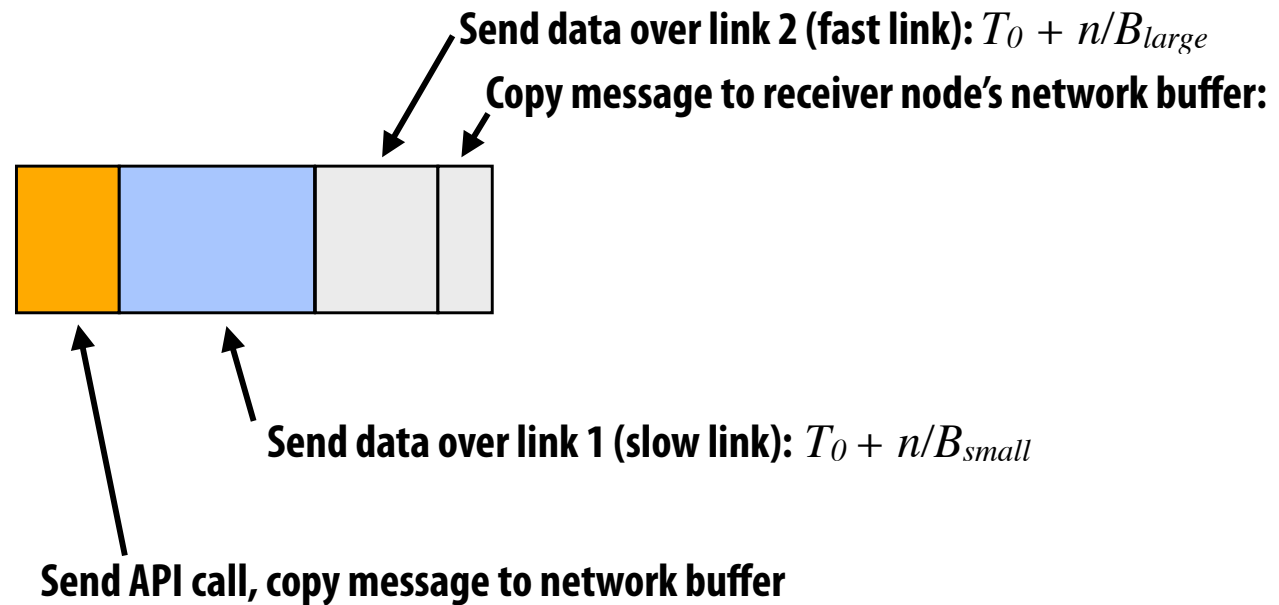 Send data over link 2 (fast link): T0 + n/Blarge
Copy message to receiver node's network buffer:
Send data over link 1 (slow link): T0 + n/Bsmall
Send API call, copy message to network buffer